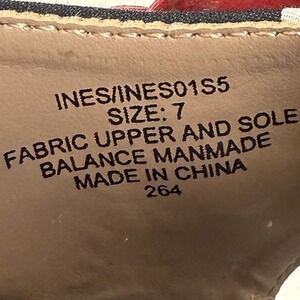 INES/INES01S5
SIZE: 7
FABRIC UPPER AND SOLE
BALANCE MANMADE
MADE IN CHINA
264